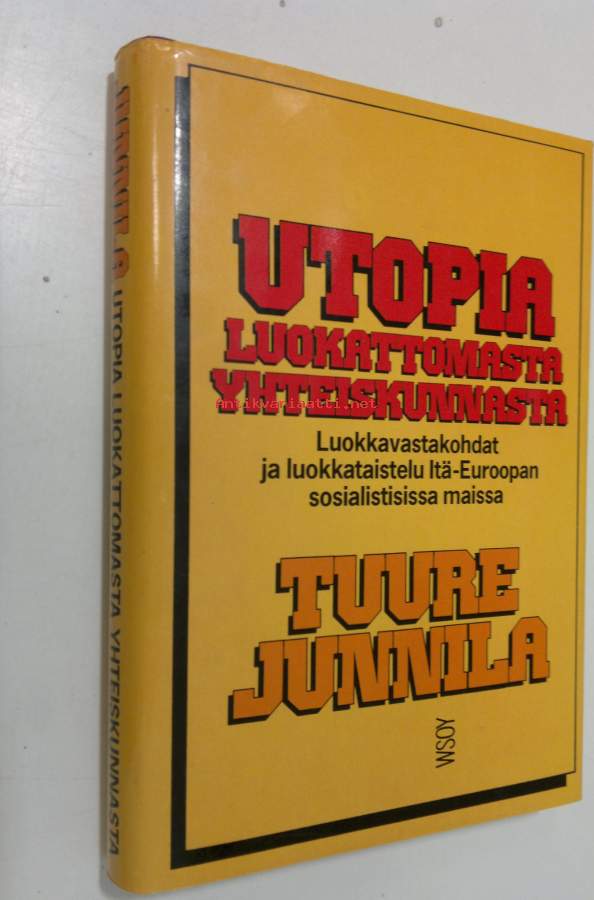 UTOPIA
LUOKATTOMASTA
YHTEISKUNNASTA
Antikvariaatti.net
Luokkavastakohdat
ja luokkataistelu Itä-Euroopan
sosialistisissa maissa
TUURE
JUNNILA
WSOY
UTOPIA LUOKATTOMASTA YHTEISKUNNASTA